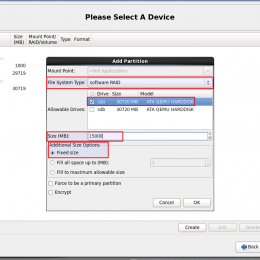 Please Select A Device
Size (MB) Mount Point/ RAID/Volume Type Format
1000
29719
30719
Add Partition
Mount Point: <Not Applicable>
File System Type: software RAID
Drive Size Model
Allowable Drives:
sda 30720 MB ATA QEMU HARDDISK
sdb 30720 MB ATA QEMU HARDDISK
Size (MB): 15000
Additional Size Options
Fixed size
Fill all space up to (MB):
Fill to maximum allowable size
Force to be a primary partition
Encrypt
Cancel OK
Create Edit Delete
Back